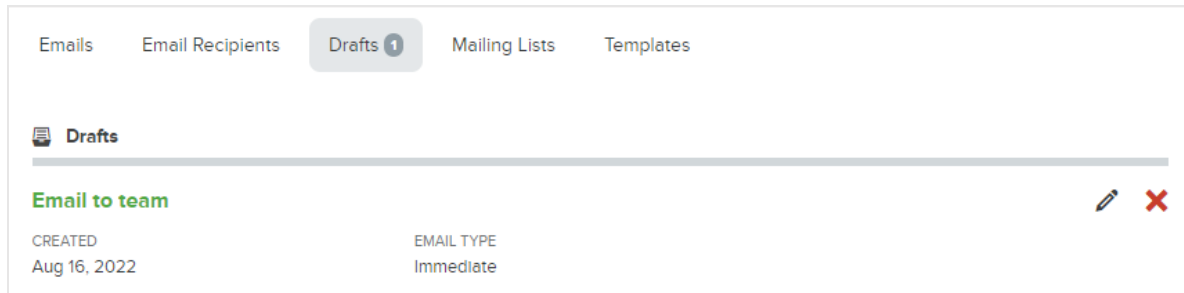 Emails Email Recipients Drafts 1 Mailing Lists Templates
Drafts
Email to team
CREATED EMAIL TYPE
Aug 16, 2022 Immediate